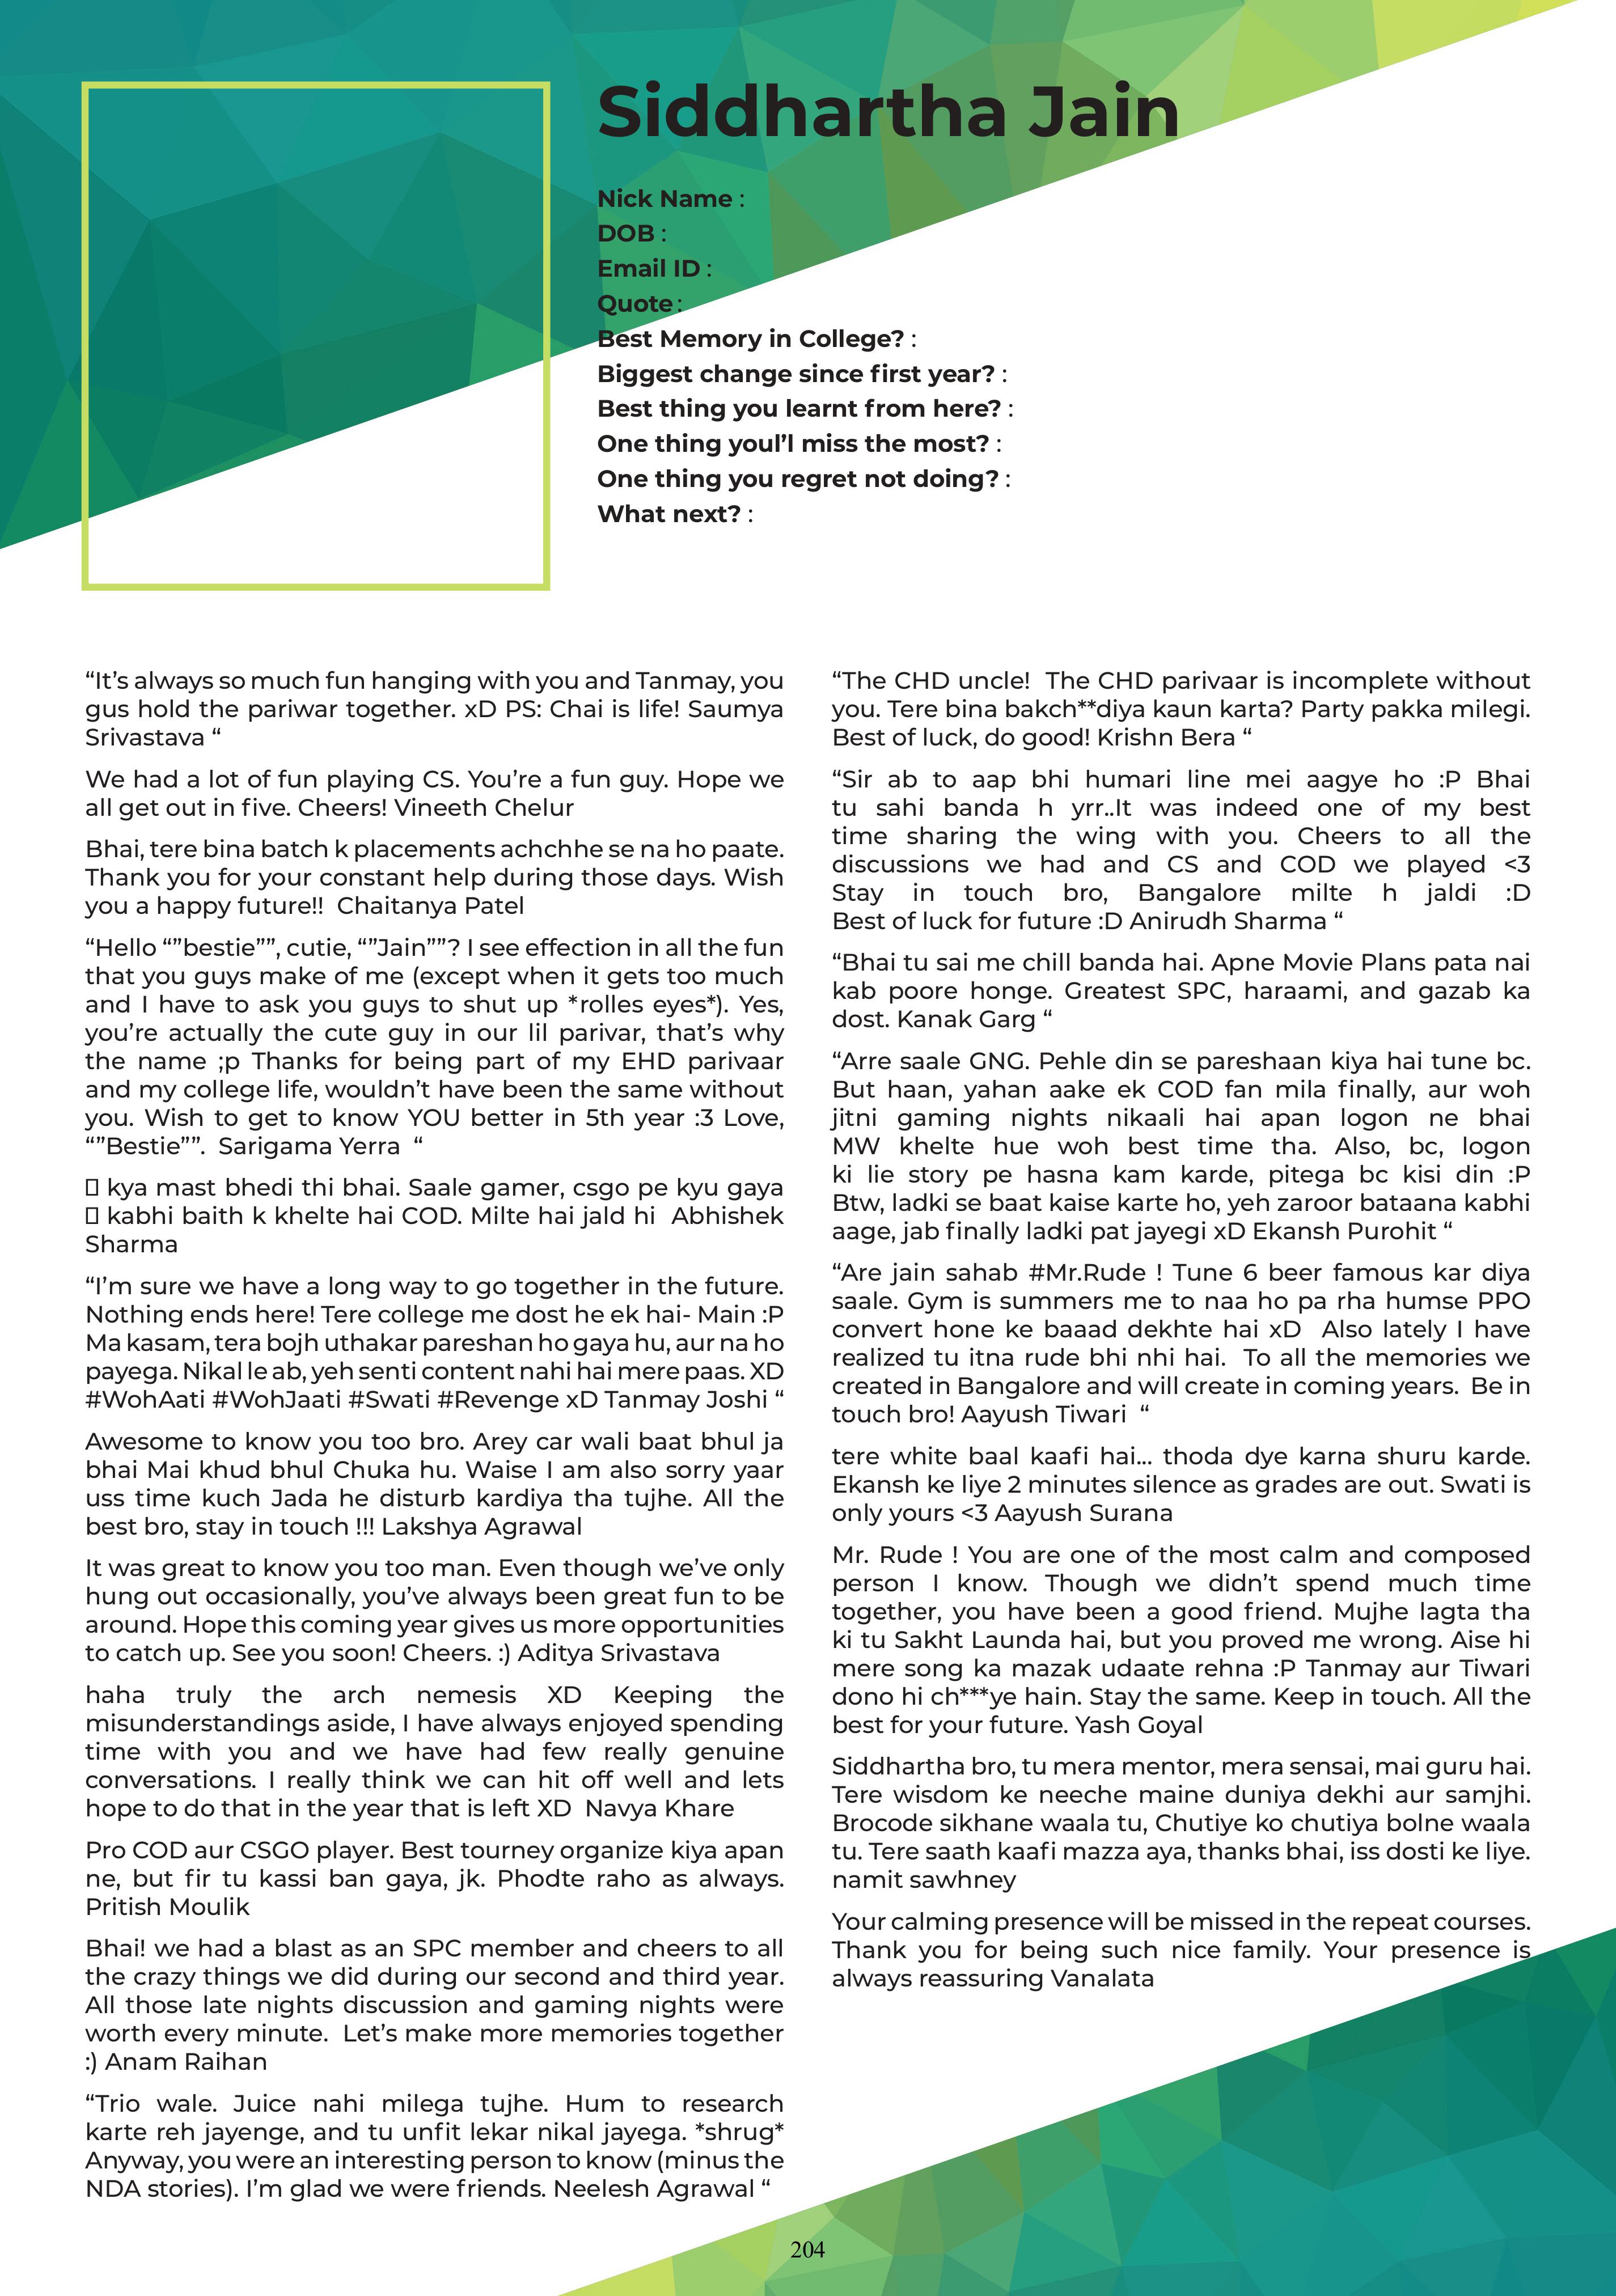 Siddhartha Jain
Nick Name :
DOB :
Email ID :
Quote :
Best Memory in College? :
Biggest change since first year? :
Best thing you learnt from here? :
One thing youl’l miss the most? :
One thing you regret not doing? :
What next? :
“It’s always so much fun hanging with you and Tanmay, you
gus hold the pariwar together. xD PS: Chai is life! Saumya
Srivastava “
We had a lot of fun playing CS. You’re a fun guy. Hope we
all get out in five. Cheers! Vineeth Chelur
Bhai, tere bina batch k placements achchhe se na ho paate.
Thank you for your constant help during those days. Wish
you a happy future!!  Chaitanya Patel
“Hello “”bestie””, cutie, “”Jain””? I see effection in all the fun
that you guys make of me (except when it gets too much
and I have to ask you guys to shut up *rolles eyes*). Yes,
you’re actually the cute guy in our lil parivar, that’s why
the name ;p Thanks for being part of my EHD parivaar
and my college life, wouldn’t have been the same without
you. Wish to get to know YOU better in 5th year :3 Love,
“”Bestie””.  Sarigama Yerra  “
▯ kya mast bhedi thi bhai. Saale gamer, csgo pe kyu gaya
▯ kabhi baith k khelte hai COD. Milte hai jald hi  Abhishek
Sharma
“I’m sure we have a long way to go together in the future.
Nothing ends here! Tere college me dost he ek hai- Main :P
Ma kasam, tera bojh uthakar pareshan ho gaya hu, aur na ho
payega. Nikal le ab, yeh senti content nahi hai mere paas. XD
#WohAati #WohJaati #Swati #Revenge xD Tanmay Joshi “
Awesome to know you too bro. Arey car wali baat bhul ja
bhai Mai khud bhul Chuka hu. Waise I am also sorry yaar
uss time kuch Jada he disturb kardiya tha tujhe. All the
best bro, stay in touch !!! Lakshya Agrawal
It was great to know you too man. Even though we’ve only
hung out occasionally, you’ve always been great fun to be
around. Hope this coming year gives us more opportunities
to catch up. See you soon! Cheers. :) Aditya Srivastava
haha truly the arch nemesis XD Keeping the
misunderstandings aside, I have always enjoyed spending
time with you and we have had few really genuine
conversations. I really think we can hit off well and lets
hope to do that in the year that is left XD  Navya Khare
Pro COD aur CSGO player. Best tourney organize kiya apan
ne, but fir tu kassi ban gaya, jk. Phodte raho as always.
Pritish Moulik
Bhai! we had a blast as an SPC member and cheers to all
the crazy things we did during our second and third year.
All those late nights discussion and gaming nights were
worth every minute.  Let’s make more memories together
:) Anam Raihan
“Trio wale. Juice nahi milega tujhe. Hum to research
karte reh jayenge, and tu unfit lekar nikal jayega. *shrug*
Anyway, you were an interesting person to know (minus the
NDA stories). I’m glad we were friends. Neelesh Agrawal “
“The CHD uncle!  The CHD parivaar is incomplete without
you. Tere bina bakch**diya kaun karta? Party pakka milegi.
Best of luck, do good! Krishn Bera “
“Sir ab to aap bhi humari line mei aagye ho :P Bhai
tu sahi banda h yrr..It was indeed one of my best
time sharing the wing with you. Cheers to all the
discussions we had and CS and COD we played <3
Stay in touch bro, Bangalore milte h jaldi :D
Best of luck for future :D Anirudh Sharma “
“Bhai tu sai me chill banda hai. Apne Movie Plans pata nai
kab poore honge. Greatest SPC, haraami, and gazab ka
dost. Kanak Garg “
“Arre saale GNG. Pehle din se pareshaan kiya hai tune bc.
But haan, yahan aake ek COD fan mila finally, aur woh
jitni gaming nights nikaali hai apan logon ne bhai
MW khelte hue woh best time tha. Also, bc, logon
ki lie story pe hasna kam karde, pitega bc kisi din :P
Btw, ladki se baat kaise karte ho, yeh zaroor bataana kabhi
aage, jab finally ladki pat jayegi xD Ekansh Purohit “
“Are jain sahab #Mr.Rude ! Tune 6 beer famous kar diya
saale. Gym is summers me to naa ho pa rha humse PPO
convert hone ke baaad dekhte hai xD  Also lately I have
realized tu itna rude bhi nhi hai.  To all the memories we
created in Bangalore and will create in coming years.  Be in
touch bro! Aayush Tiwari  “
tere white baal kaafi hai... thoda dye karna shuru karde.
Ekansh ke liye 2 minutes silence as grades are out. Swati is
only yours <3 Aayush Surana
Mr. Rude ! You are one of the most calm and composed
person I know. Though we didn’t spend much time
together, you have been a good friend. Mujhe lagta tha
ki tu Sakht Launda hai, but you proved me wrong. Aise hi
mere song ka mazak udaate rehna :P Tanmay aur Tiwari
dono hi ch***ye hain. Stay the same. Keep in touch. All the
best for your future. Yash Goyal
Siddhartha bro, tu mera mentor, mera sensai, mai guru hai.
Tere wisdom ke neeche maine duniya dekhi aur samjhi.
Brocode sikhane waala tu, Chutiye ko chutiya bolne waala
tu. Tere saath kaafi mazza aya, thanks bhai, iss dosti ke liye.
namit sawhney
Your calming presence will be missed in the repeat courses.
Thank you for being such nice family. Your presence is
always reassuring Vanalata
204